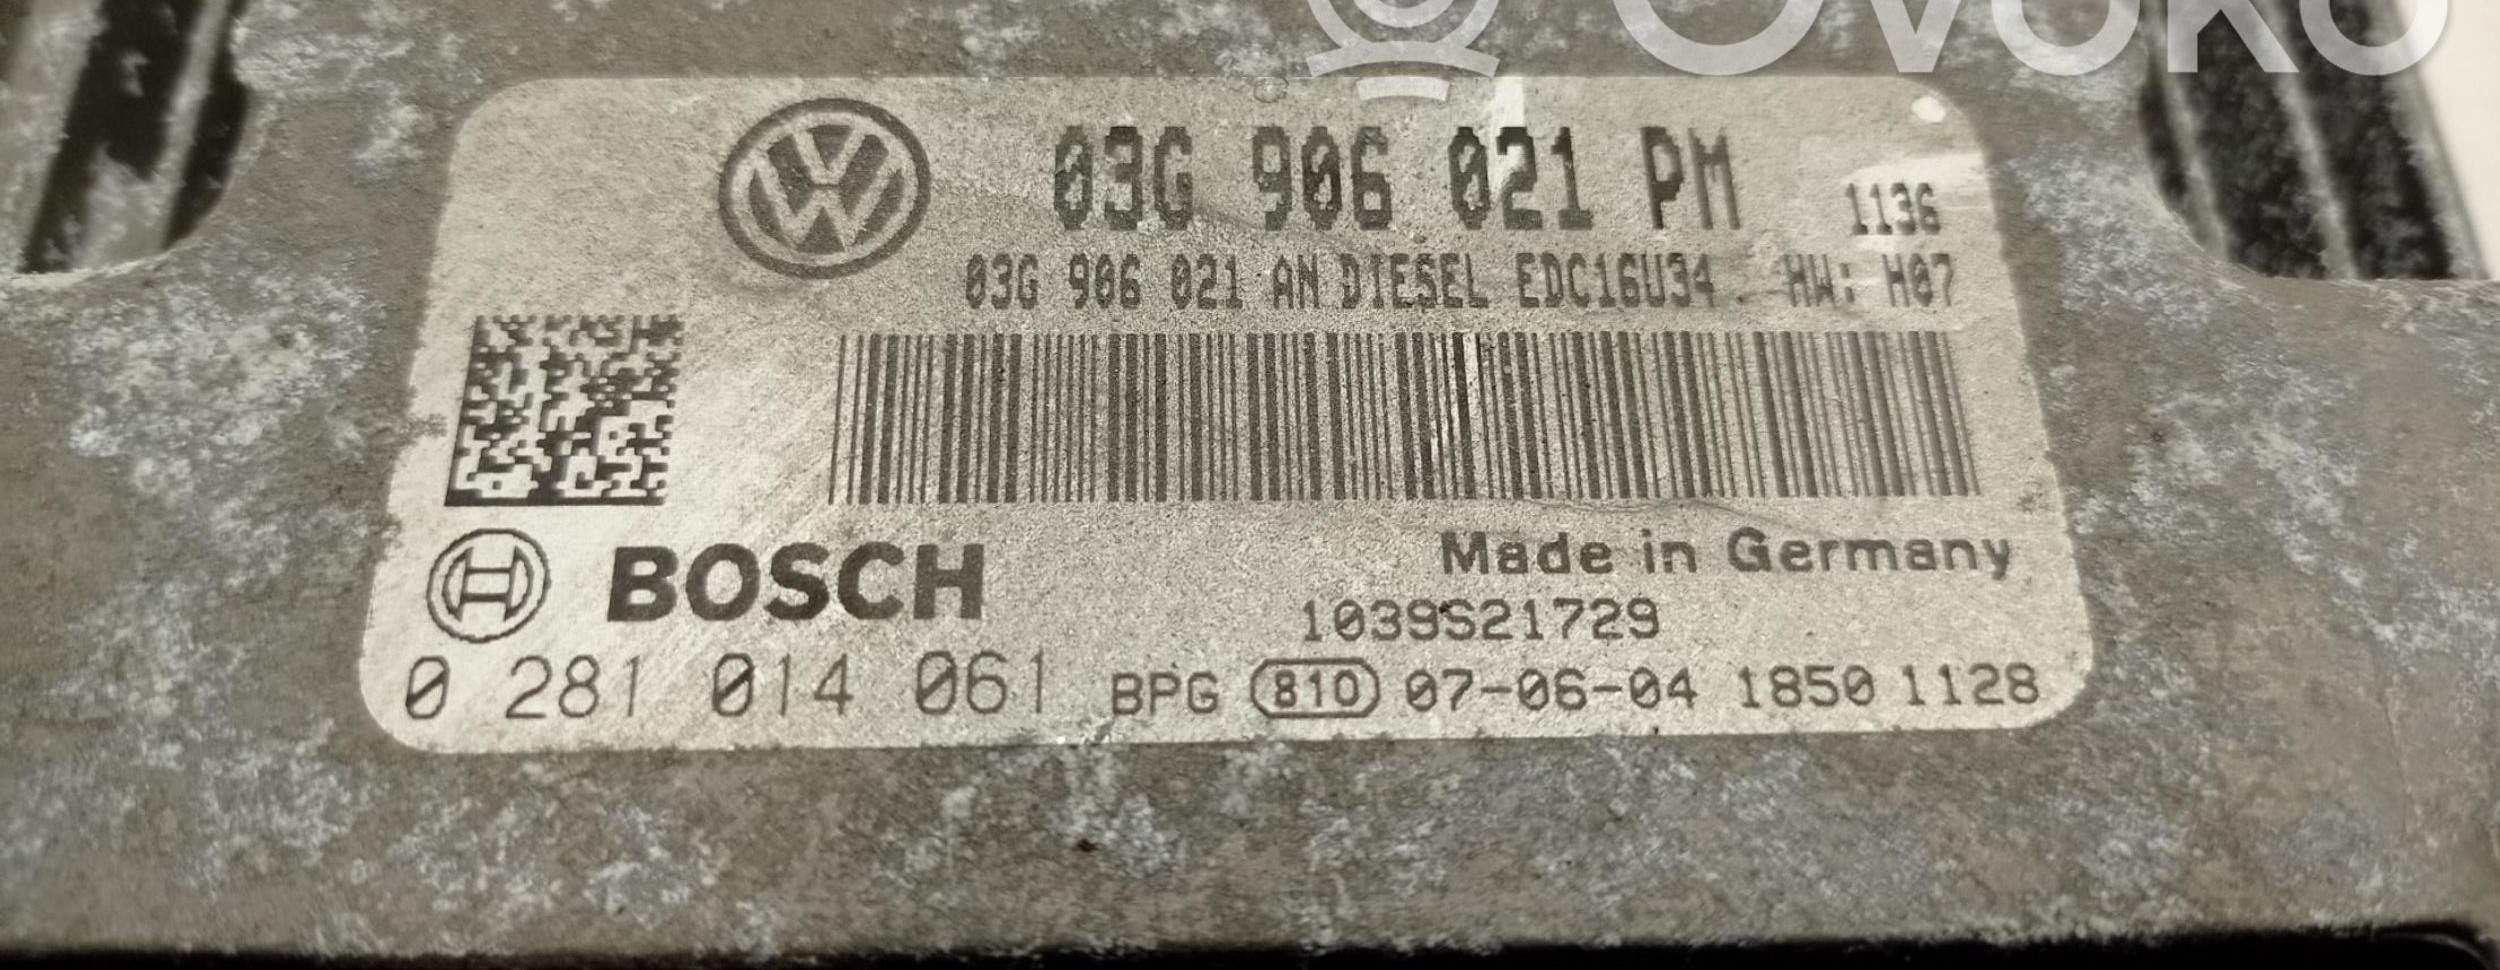 OVOKO
03G 906 021 PM 1136
03G 906 021 AN DIESEL EDC16U34 . HW: H07
BOSCH
Made in Germany
1039S21729
0 281 014 061 BPG 810 07-06-04 1850 1128